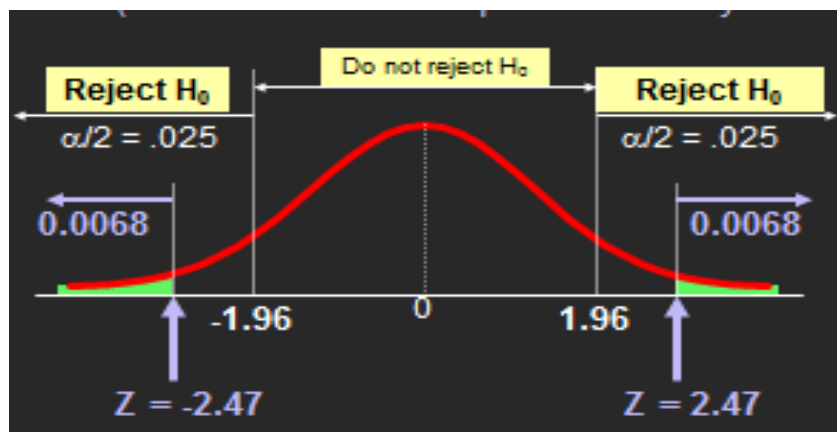 Do not reject H₀
Reject H₀
Reject H₀
α/2 = .025
α/2 = .025
0.0068
0.0068
-1.96
0
1.96
Z = -2.47
Z = 2.47